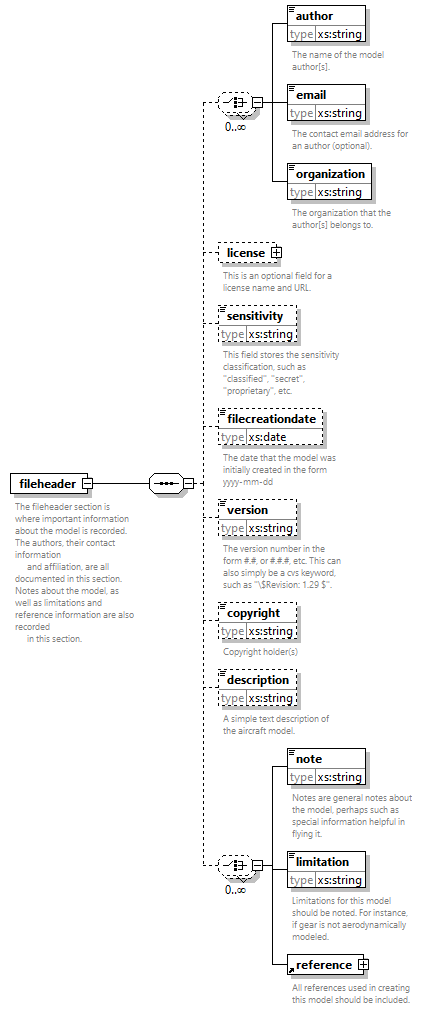 author
type xs:string
The name of the model
author[s].
email
type xs:string
The contact email address for
an author (optional).
0..∞
organization
type xs:string
The organization that the
author[s] belongs to.
license
This is an optional field for a
license name and URL.
sensitivity
type xs:string
This field stores the sensitivity
classification, such as
"classified", "secret",
"proprietary", etc.
filecreationdate
type xs:date
The date that the model was
initially created in the form
yyyy-mm-dd
fileheader
The fileheader section is
where important information
about the model is recorded.
The authors, their contact
information
and affiliation, are all
documented in this section.
Notes about the model, as
well as limitations and
reference information are also
recorded
in this section.
version
type xs:string
The version number in the
form #.#, or #.#.#, etc. This can
also simply be a cvs keyword,
such as "\$Revision: 1.29 $".
copyright
type xs:string
Copyright holder(s)
description
type xs:string
A simple text description of
the aircraft model.
note
type xs:string
Notes are general notes about
the model, perhaps such as
special information helpful in
flying it.
0..∞
limitation
type xs:string
Limitations for this model
should be noted. For instance,
if gear is not aerodynamically
modeled.
reference
All references used in creating
this model should be included.